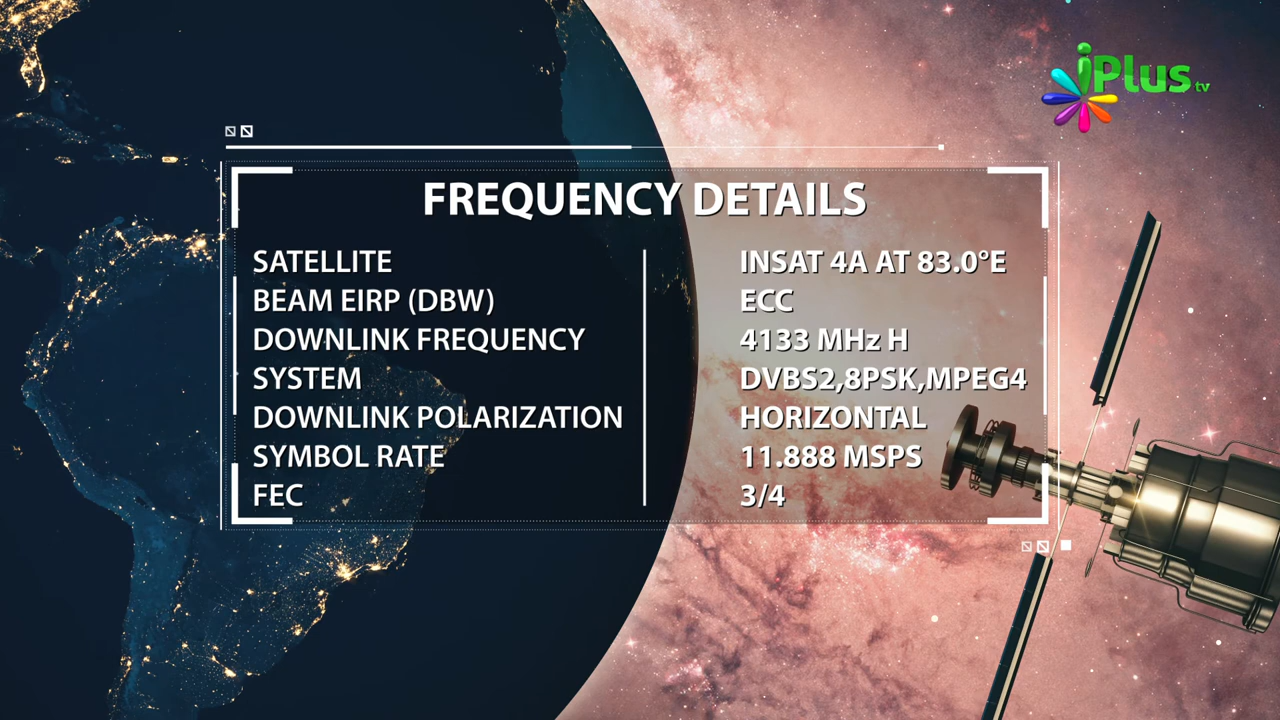 iPlus tv
FREQUENCY DETAILS
SATELLITE INSAT 4A AT 83.0°E
BEAM EIRP (DBW) ECC
DOWNLINK FREQUENCY 4133 MHz H
SYSTEM DVBS2,8PSK,MPEG4
DOWNLINK POLARIZATION HORIZONTAL
SYMBOL RATE 11.888 MSPS
FEC 3/4